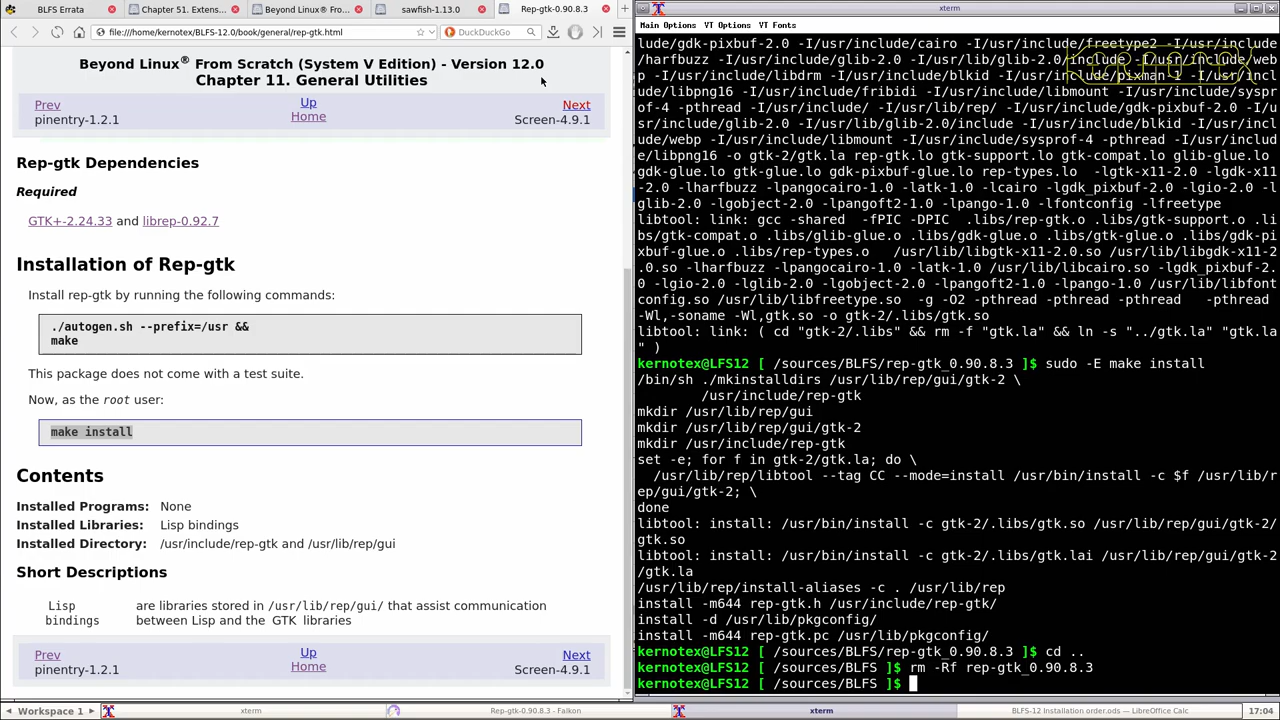 BLFS Errata
Chapter 51. Extens...
Beyond Linux® Fro...
sawfish-1.13.0
Rep-gtk-0.90.8.3
file:///home/kernotex/BLFS-12.0/book/general/rep-gtk.html
DuckDuckGo
Beyond Linux® From Scratch (System V Edition) - Version 12.0
Chapter 11. General Utilities
Prev Up Next
pinentry-1.2.1 Home Screen-4.9.1
Rep-gtk Dependencies
Required
GTK+-2.24.33 and librep-0.92.7
Installation of Rep-gtk
Install rep-gtk by running the following commands:
./autogen.sh --prefix=/usr &&
make
This package does not come with a test suite.
Now, as the root user:
make install
Contents
Installed Programs: None
Installed Libraries: Lisp bindings
Installed Directory: /usr/include/rep-gtk and /usr/lib/rep/gui
Short Descriptions
Lisp are libraries stored in /usr/lib/rep/gui/ that assist communication
bindings between Lisp and the GTK libraries
Prev Up Next
pinentry-1.2.1 Home Screen-4.9.1
xterm
Main Options VT Options VT Fonts
lude/gdk-pixbuf-2.0 -I/usr/include/cairo -I/usr/include/freetype2 -I/usr/include
/harfbuzz -I/usr/include/glib-2.0 -I/usr/lib/glib-2.0/include -I/usr/include/web
p -I/usr/include/libdrm -I/usr/include/blkid -I/usr/include/pixman-1 -I/usr/incl
ude/libpng16 -I/usr/include/fribidi -I/usr/include/libmount -I/usr/include/syspr
of-4 -pthread -I/usr/include/ -I/usr/lib/rep/ -I/usr/include/gdk-pixbuf-2.0 -I/u
sr/include/glib-2.0 -I/usr/lib/glib-2.0/include -I/usr/include/blkid -I/usr/incl
ude/webp -I/usr/include/libmount -I/usr/include/sysprof-4 -pthread -I/usr/includ
e/libpng16 -o gtk-2/gtk.la rep-gtk.lo gtk-support.lo gtk-compat.lo glib-glue.lo
gdk-glue.lo gtk-glue.lo gdk-pixbuf-glue.lo rep-types.lo -lgtk-x11-2.0 -lgdk-x11
-2.0 -lharfbuzz -lpangocairo-1.0 -latk-1.0 -lcairo -lgdk_pixbuf-2.0 -lgio-2.0 -l
glib-2.0 -lgobject-2.0 -lpangoft2-1.0 -lpango-1.0 -lfontconfig -lfreetype
libtool: link: gcc -shared -fPIC -DPIC .libs/rep-gtk.o .libs/gtk-support.o .li
bs/gtk-compat.o .libs/glib-glue.o .libs/gdk-glue.o .libs/gtk-glue.o .libs/gdk-pi
xbuf-glue.o .libs/rep-types.o /usr/lib/libgtk-x11-2.0.so /usr/lib/libgdk-x11-2
.0.so -lharfbuzz -lpangocairo-1.0 -latk-1.0 /usr/lib/libcairo.so -lgdk_pixbuf-2.
0 -lgio-2.0 -lglib-2.0 -lgobject-2.0 -lpangoft2-1.0 -lpango-1.0 /usr/lib/libfont
config.so /usr/lib/libfreetype.so -g -O2 -pthread -pthread -pthread -pthread
-Wl,-soname -Wl,gtk.so -o gtk-2/.libs/gtk.so
libtool: link: ( cd "gtk-2/.libs" && rm -f "gtk.la" && ln -s "../gtk.la" "gtk.la
" )
kernotex@LFS12 [ /sources/BLFS/rep-gtk_0.90.8.3 ]$ sudo -E make install
/bin/sh ./mkinstalldirs /usr/lib/rep/gui/gtk-2 \
/usr/include/rep-gtk
mkdir /usr/lib/rep/gui
mkdir /usr/lib/rep/gui/gtk-2
mkdir /usr/include/rep-gtk
set -e; for f in gtk-2/gtk.la; do \
/usr/lib/rep/libtool --tag CC --mode=install /usr/bin/install -c $f /usr/lib/r
ep/gui/gtk-2; \
done
libtool: install: /usr/bin/install -c gtk-2/.libs/gtk.so /usr/lib/rep/gui/gtk-2/
gtk.so
libtool: install: /usr/bin/install -c gtk-2/.libs/gtk.lai /usr/lib/rep/gui/gtk-2
/gtk.la
/usr/lib/rep/install-aliases -c . /usr/lib/rep
install -m644 rep-gtk.h /usr/include/rep-gtk/
install -d /usr/lib/pkgconfig/
install -m644 rep-gtk.pc /usr/lib/pkgconfig/
kernotex@LFS12 [ /sources/BLFS/rep-gtk_0.90.8.3 ]$ cd ..
kernotex@LFS12 [ /sources/BLFS ]$ rm -Rf rep-gtk_0.90.8.3
kernotex@LFS12 [ /sources/BLFS ]$
Workspace 1
xterm
Rep-gtk-0.90.8.3 - Falkon
xterm
BLFS-12 Installation order.ods — LibreOffice Calc
17:04